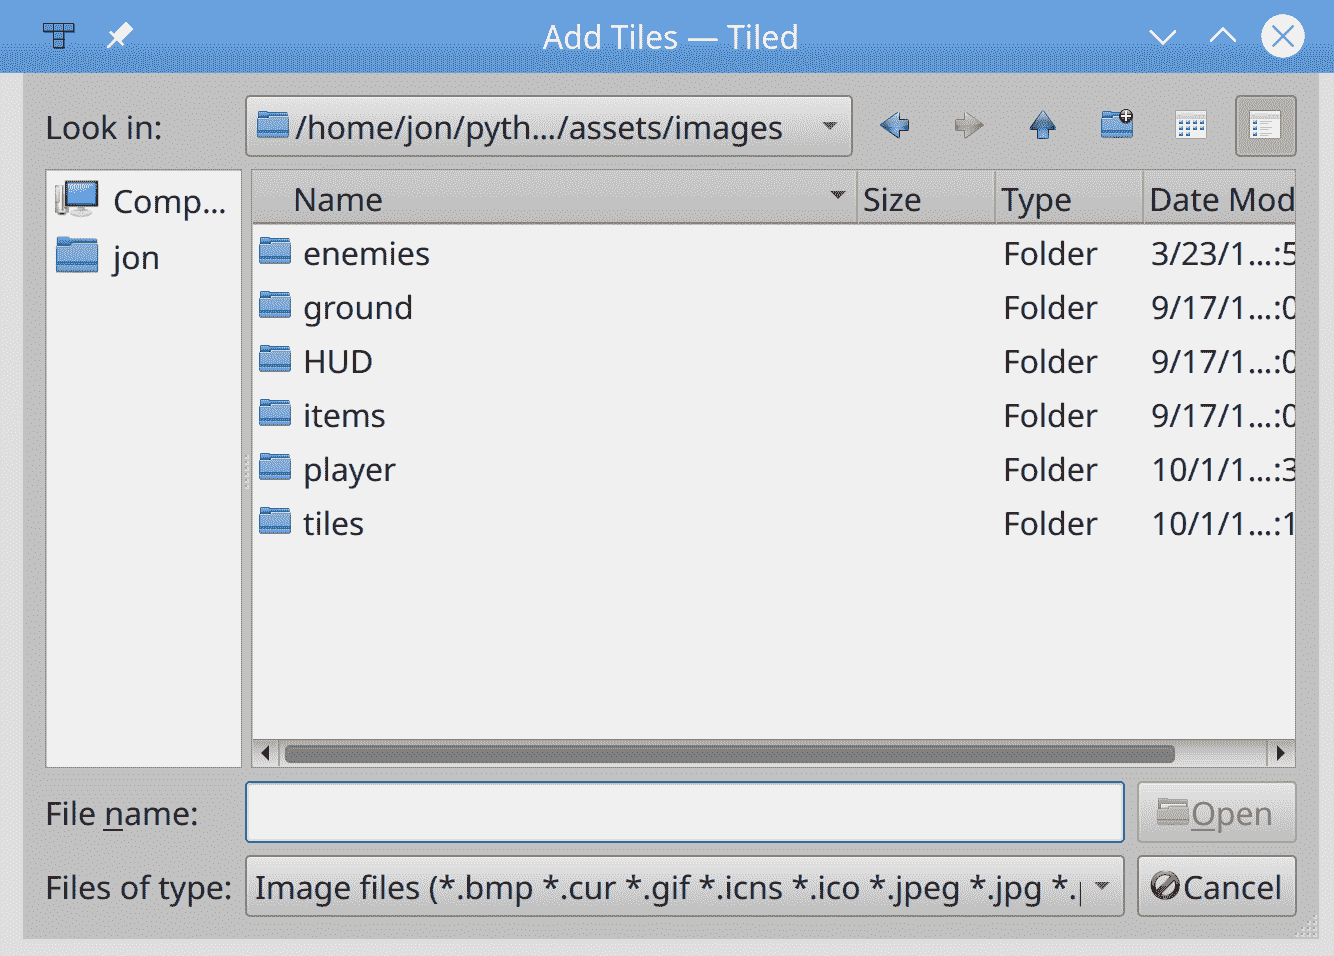 Add Tiles — Tiled
Look in: /home/jon/pyth.../assets/images
Comp...
jon
Name Size Type Date Mod
enemies Folder 3/23/1...:5
ground Folder 9/17/1...:0
HUD Folder 9/17/1...:0
items Folder 9/17/1...:0
player Folder 10/1/1...:3
tiles Folder 10/1/1...:1
File name: Open
Files of type: Image files (*.bmp *.cur *.gif *.icns *.ico *.jpeg *.jpg *. Cancel